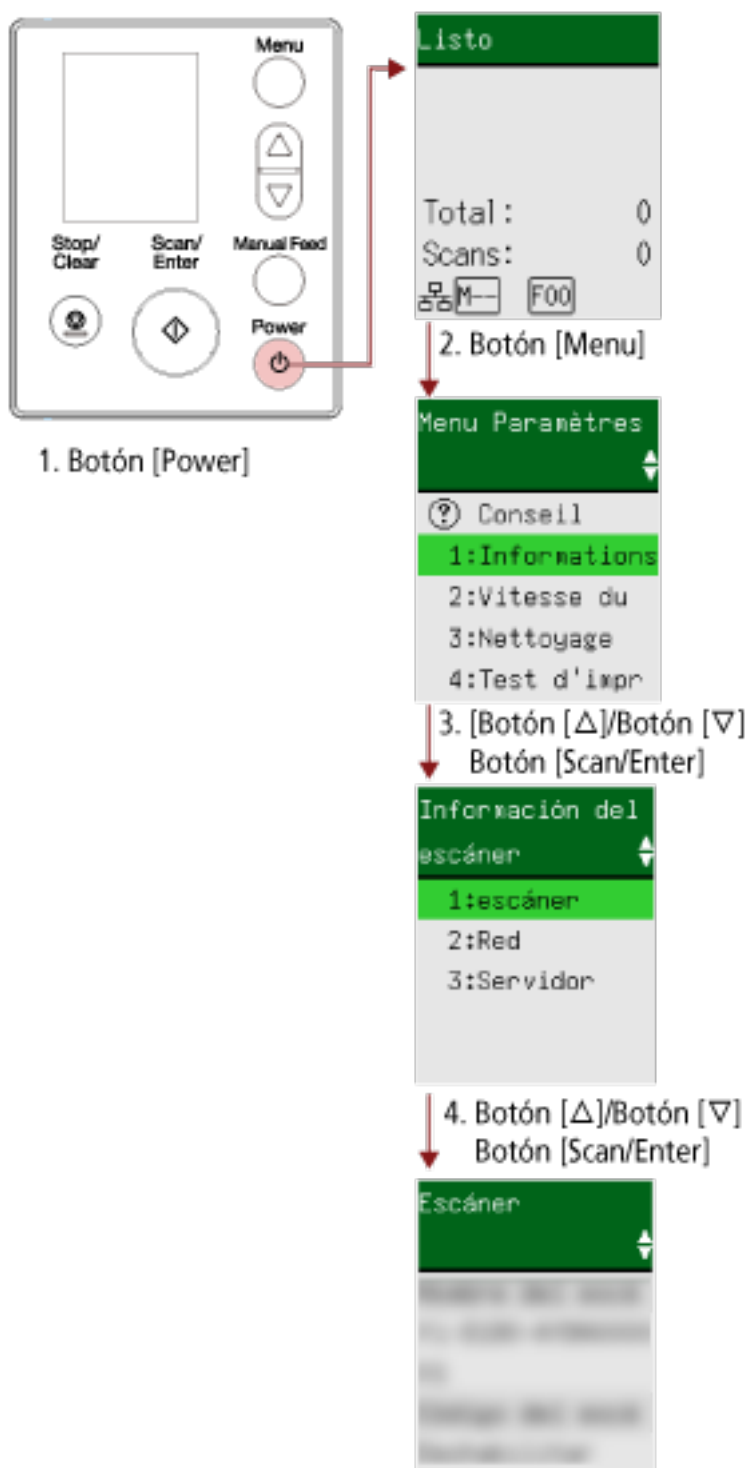 Menu
Stop/
Clear
Scan/
Enter
Manual Feed
Power
1. Botón [Power]
Listo
Total: 0
Scans: 0
M-- F00
2. Botón [Menu]
Menu Paramètres
? Conseil
1:Informations
2:Vitesse du
3:Nettoyage
4:Test d'impr
3. [Botón [△]/Botón [▽]
Botón [Scan/Enter]
Información del
escáner
1:escáner
2:Red
3:Servidor
4. Botón [△]/Botón [▽]
Botón [Scan/Enter]
Escáner